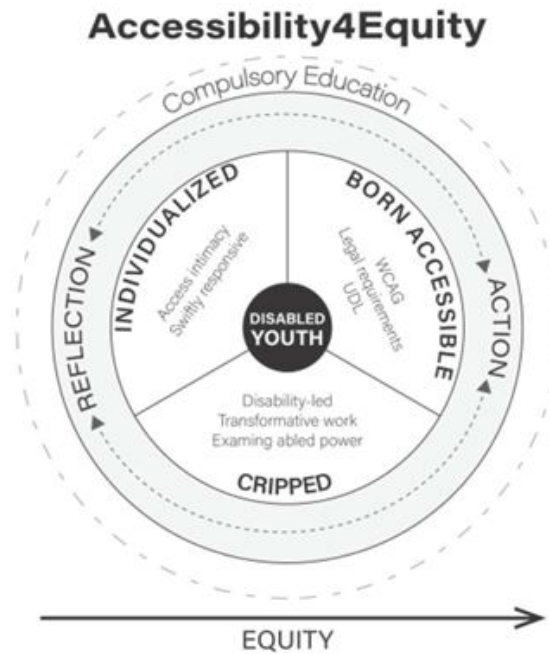 Accessibility4Equity
Compulsory Education
INDIVIDUALIZED
Access intimacy
Swiftly responsive
BORN ACCESSIBLE
WCAG
Legal requirements
UDL
REFLECTION
ACTION
DISABLED
YOUTH
Disability-led
Transformative work
Examing abled power
CRIPPED
EQUITY